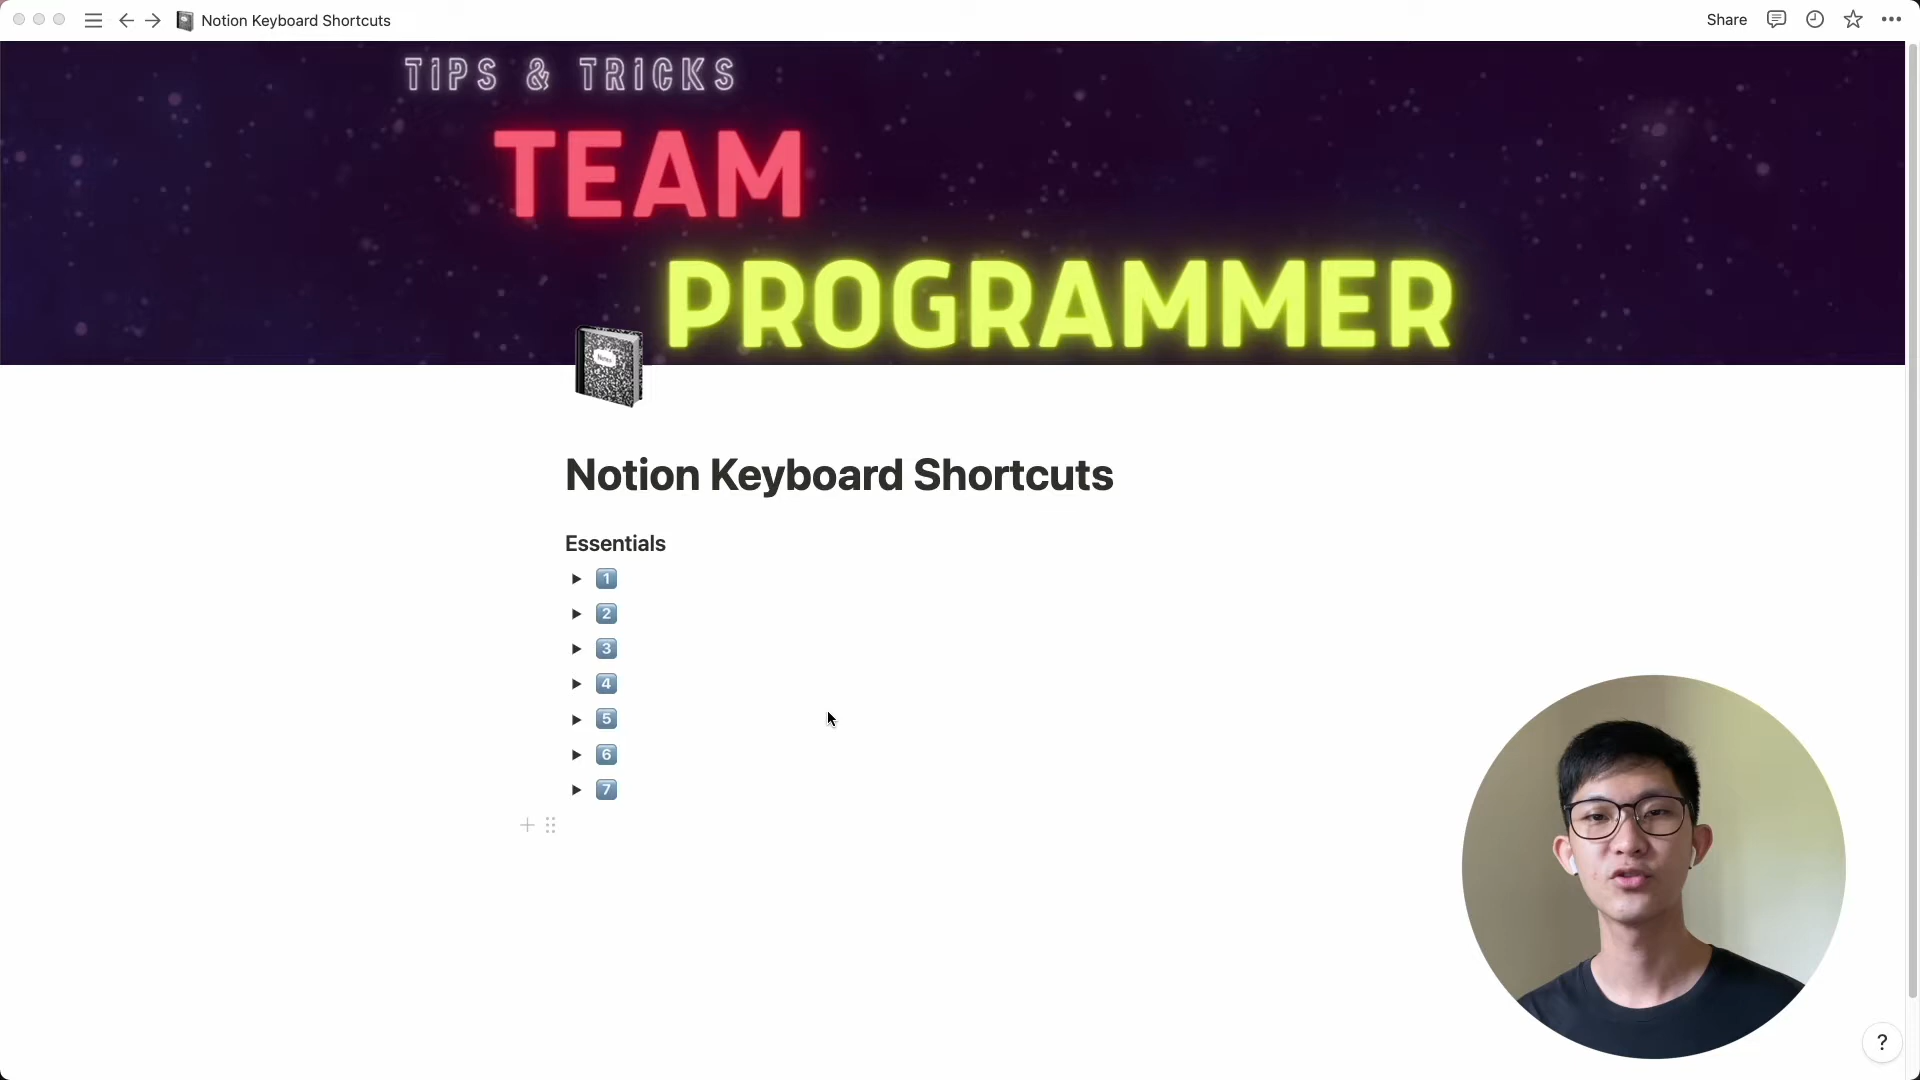 Notion Keyboard Shortcuts
Share
TIPS & TRICKS
TEAM
PROGRAMMER
Notes
Notion Keyboard Shortcuts
Essentials
1
2
3
4
5
6
7
?